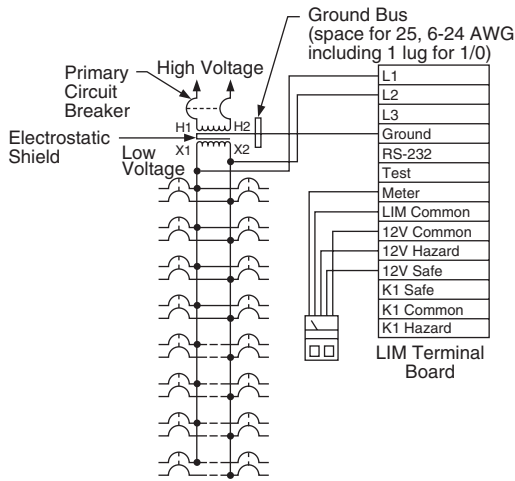 Ground Bus
(space for 25, 6-24 AWG
including 1 lug for 1/0)
High Voltage
Primary
Circuit
Breaker
H1
H2
Electrostatic
Shield
X1
X2
Low
Voltage
L1
L2
L3
Ground
RS-232
Test
Meter
LIM Common
12V Common
12V Hazard
12V Safe
K1 Safe
K1 Common
K1 Hazard
LIM Terminal
Board